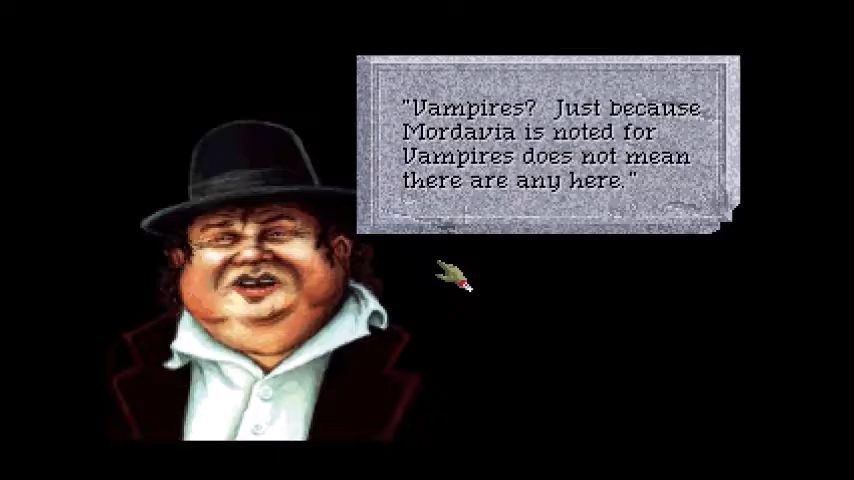 "Vampires? Just because
Mordavia is noted for
Vampires does not mean
there are any here."